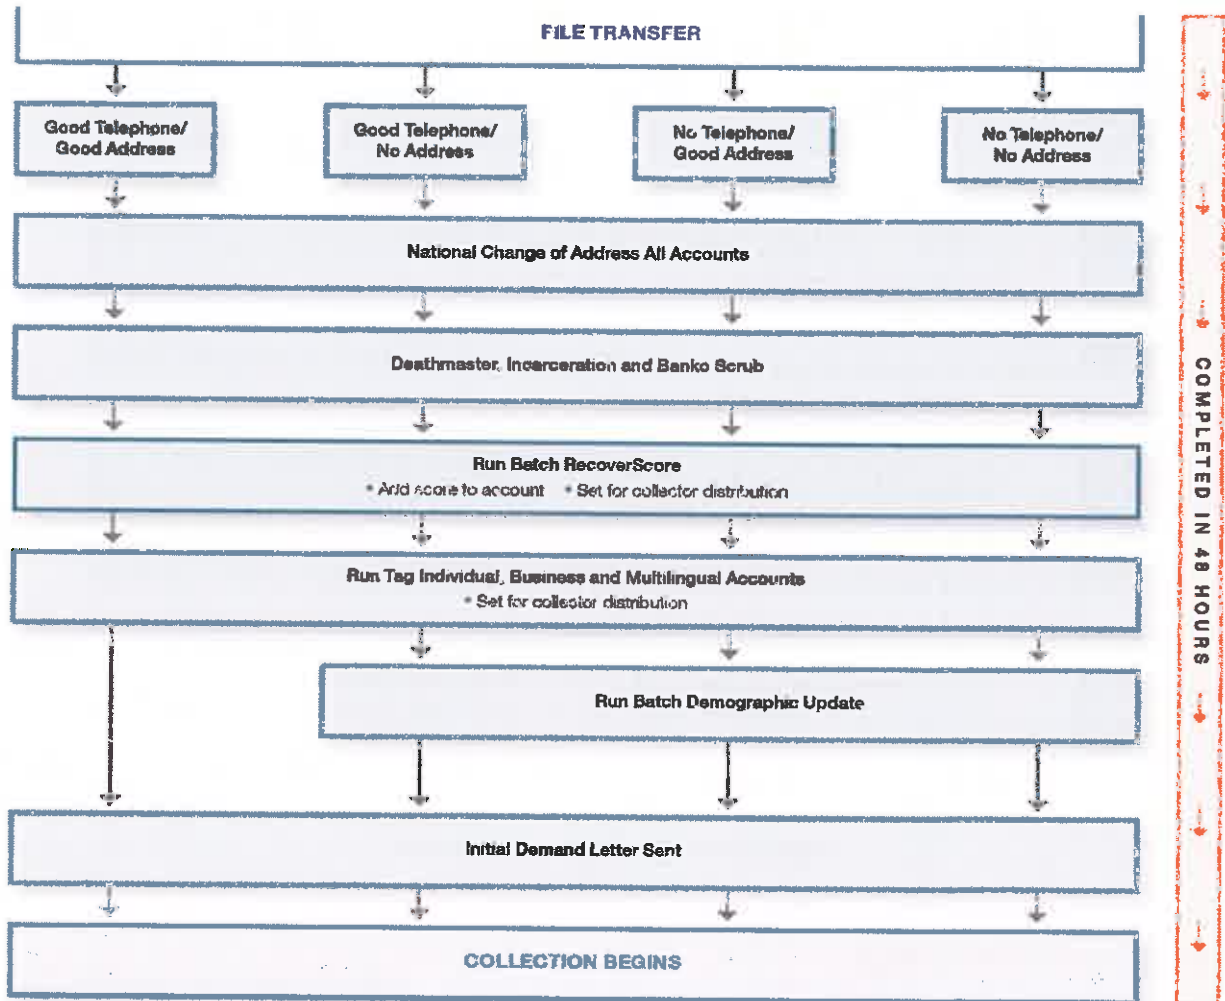 FILE TRANSFER
Good Telephone/
Good Address
Good Telephone/
No Address
No Telephone/
Good Address
No Telephone/
No Address
National Change of Address All Accounts
Deathmaster, Incarceration and Banko Scrub
Run Batch RecoverScore
• Add score to account • Set for collector distribution
Run Tag Individual, Business and Multilingual Accounts
• Set for collector distribution
Run Batch Demographic Update
Initial Demand Letter Sent
COLLECTION BEGINS
COMPLETED IN 48 HOURS